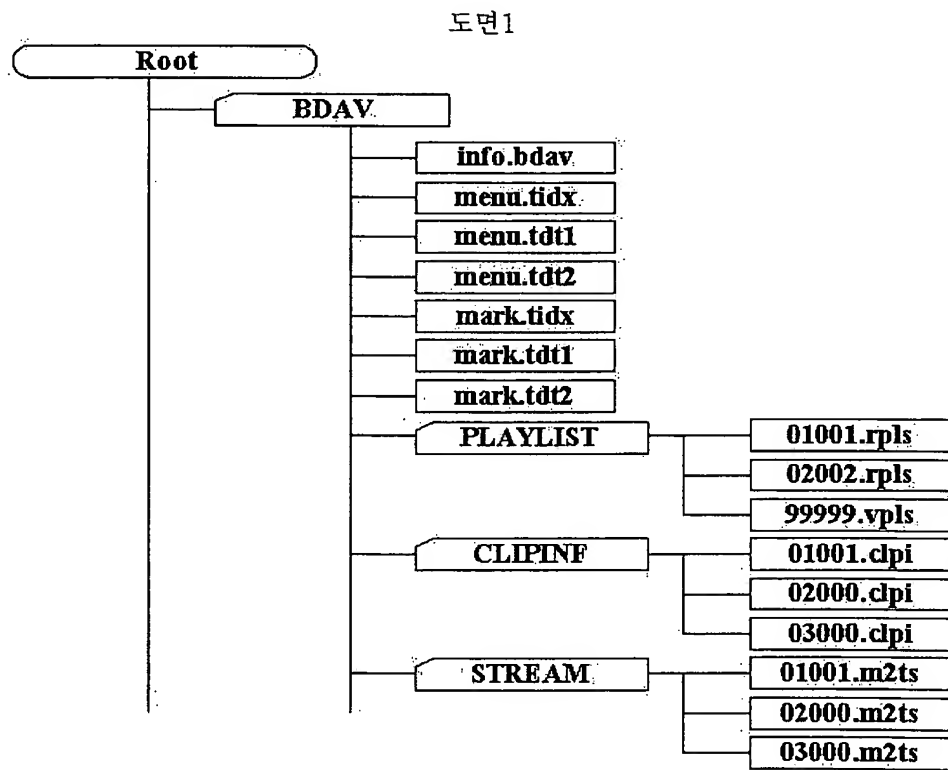 도면1
Root
BDAV
info.bdav
menu.tidx
menu.tdt1
menu.tdt2
mark.tidx
mark.tdt1
mark.tdt2
PLAYLIST
01001.rpls
02002.rpls
99999.vpls
CLIPINF
01001.clpi
02000.clpi
03000.clpi
STREAM
01001.m2ts
02000.m2ts
03000.m2ts